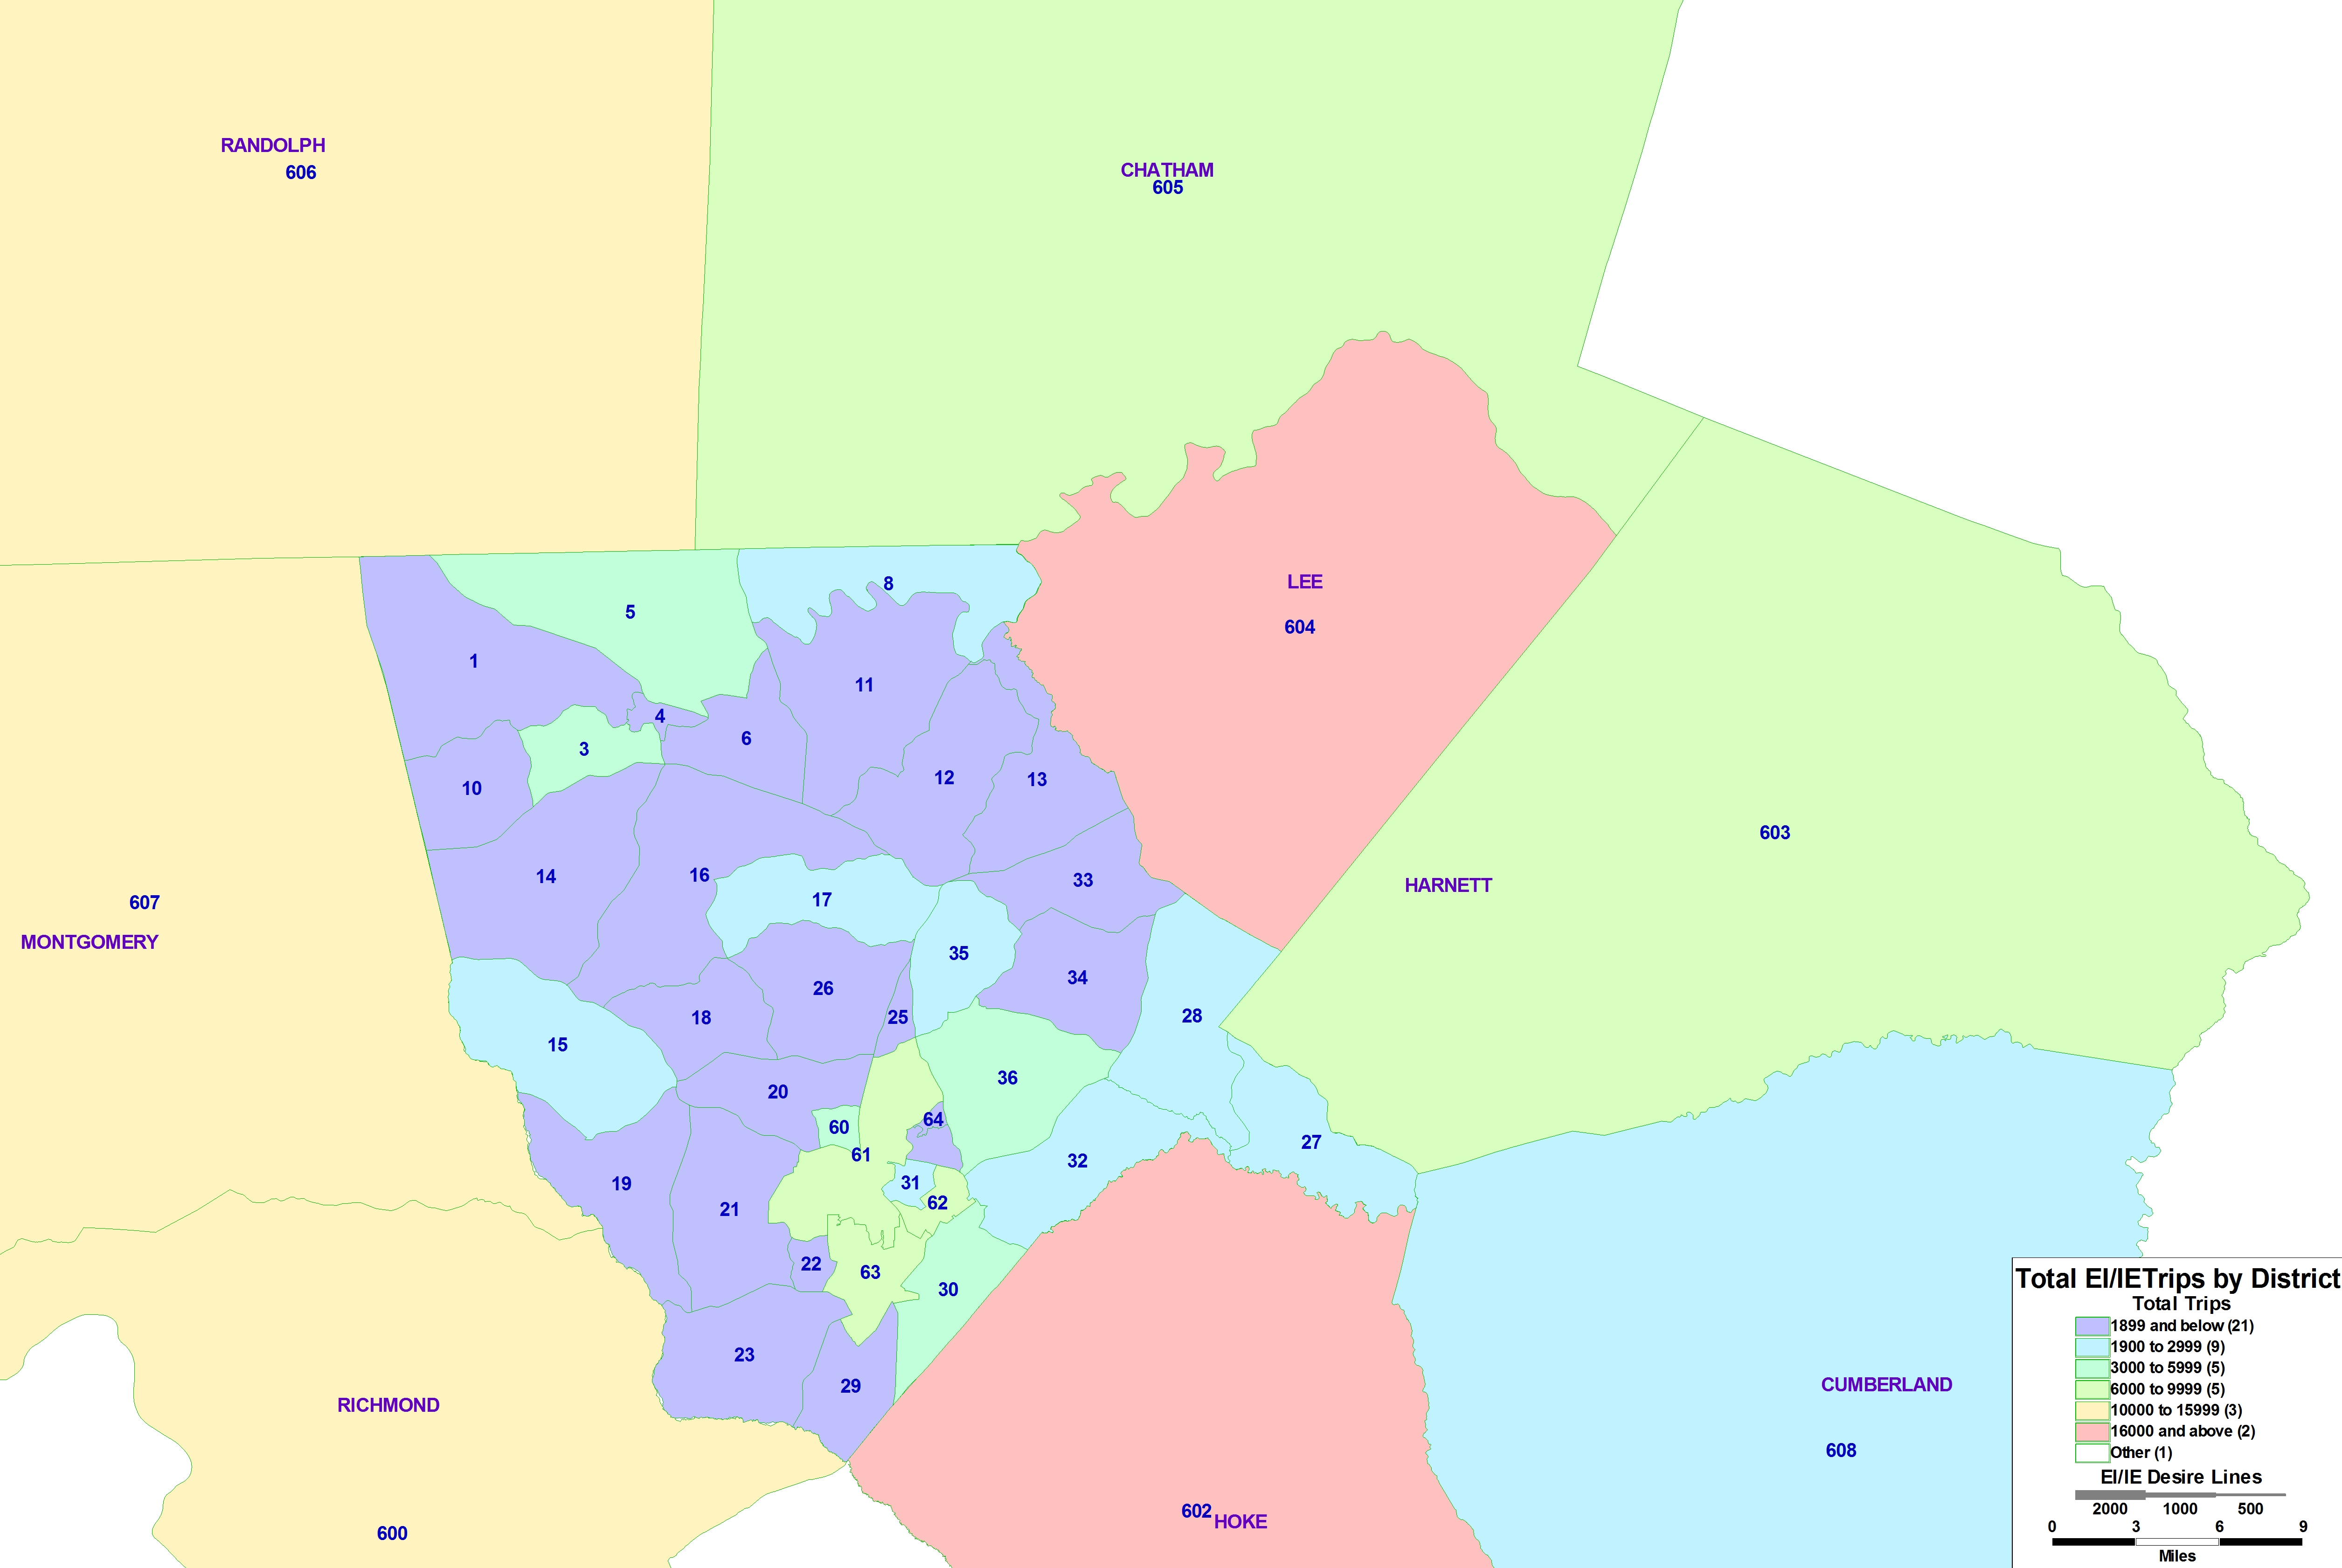 RANDOLPH
606
CHATHAM
605
LEE
604
603
HARNETT
607
MONTGOMERY
8
5
1
11
4
6
3
10
12
13
14
16
17
33
35
34
26
25
18
28
15
36
20
64
60
61
27
32
31
19
21
62
22
63
30
23
29
RICHMOND
600
602
HOKE
CUMBERLAND
608
Total EI/IETrips by District
Total Trips
1899 and below (21)
1900 to 2999 (9)
3000 to 5999 (5)
6000 to 9999 (5)
10000 to 15999 (3)
16000 and above (2)
Other (1)
EI/IE Desire Lines
2000 1000 500
0 3 6 9
Miles